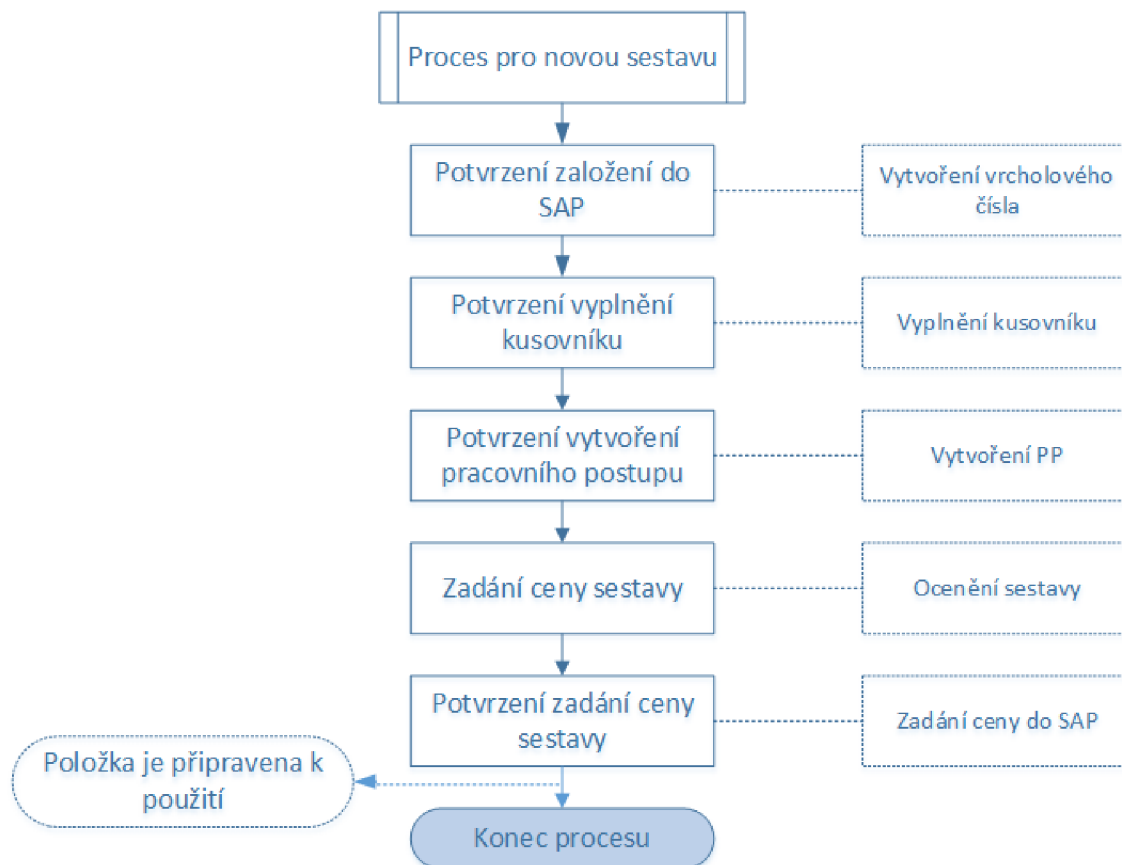 Proces pro novou sestavu
Potvrzení založení do
SAP
Vytvoření vrcholového
čísla
Potvrzení vyplnění
kusovníku
Vyplnění kusovníku
Potvrzení vytvoření
pracovního postupu
Vytvoření PP
Zadání ceny sestavy
Ocenění sestavy
Potvrzení zadání ceny
sestavy
Zadání ceny do SAP
Položka je připravena k
použití
Konec procesu